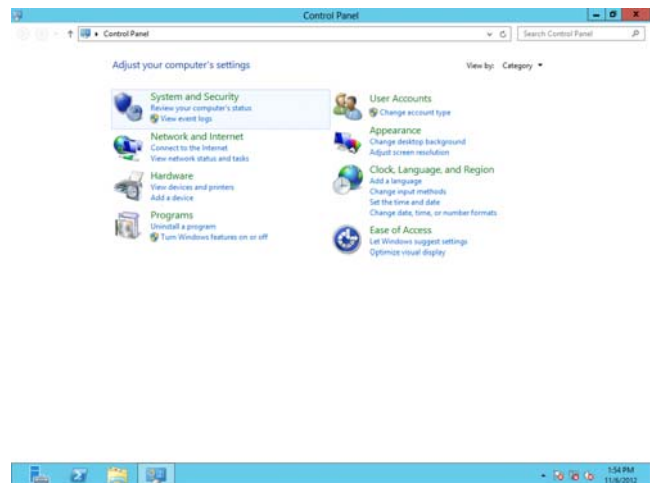 Control Panel
Control Panel
Search Control Panel
Adjust your computer's settings
View by: Category
System and Security
Review your computer's status
View event logs
Network and Internet
Connect to the Internet
View network status and tasks
Hardware
View devices and printers
Add a device
Programs
Uninstall a program
Turn Windows features on or off
User Accounts
Change account type
Appearance
Change desktop background
Adjust screen resolution
Clock, Language, and Region
Add a language
Change input methods
Set the time and date
Change date, time, or number formats
Ease of Access
Let Windows suggest settings
Optimize visual display
1:54 PM
11/6/2012